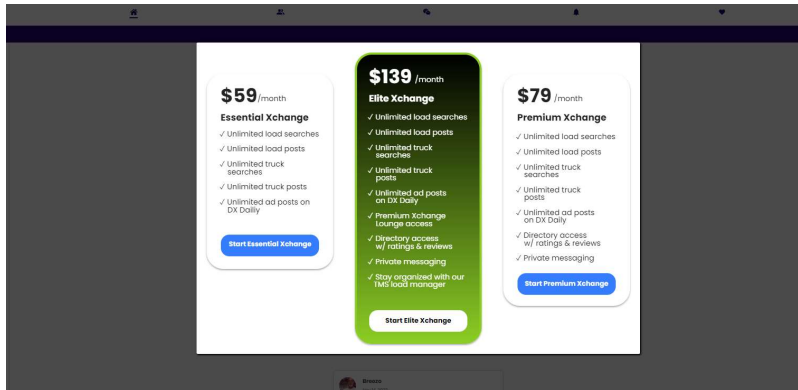 $59/month
Essential Xchange
✓ Unlimited load searches
✓ Unlimited load posts
✓ Unlimited truck
searches
✓ Unlimited truck posts
✓ Unlimited ad posts on
DX Dailiy
Start Essential Xchange
$139 /month
Elite Xchange
✓ Unlimited load searches
✓ Unlimited load posts
✓ Unlimited truck
searches
✓ Unlimited truck
posts
✓ Unlimited ad posts
on DX Daily
✓ Premium Xchange
Lounge access
✓ Directory access
w/ ratings & reviews
✓ Private messaging
✓ Stay organized with our
TMS load manager
Start Elite Xchange
$79 /month
Premium Xchange
✓ Unlimited load searches
✓ Unlimited load posts
✓ Unlimited truck
searches
✓ Unlimited truck
posts
✓ Unlimited ad posts
on DX Daily
✓ Directory access
w/ ratings & reviews
✓ Private messaging
Start Premium Xchange